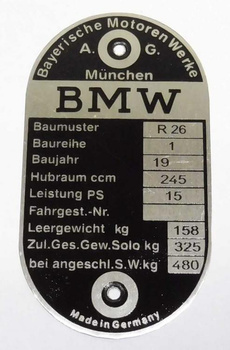 Bayerische Motoren Werke
A. G.
München
BMW
Baumuster R 26
Baureihe 1
Baujahr 19
Hubraum ccm 245
Leistung PS 15
Fahrgest.-Nr.
Leergewicht kg 158
Zul.Ges.Gew.Solo kg 325
bei angeschl.S.W.kg 480
Made in Germany